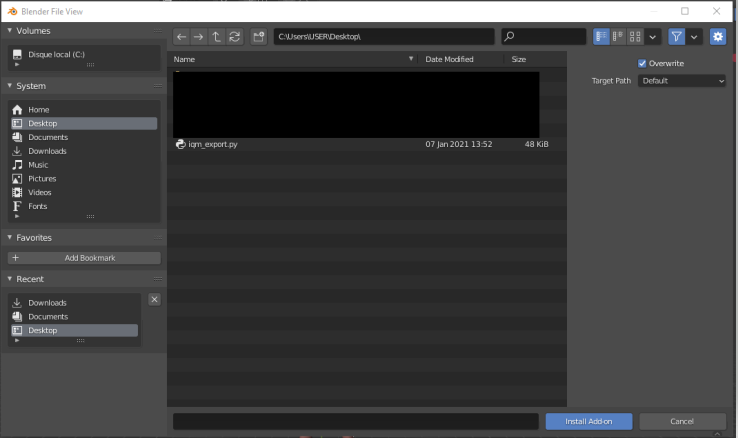 Blender File View
Volumes
Disque local (C:)
System
Home
Desktop
Documents
Downloads
Music
Pictures
Videos
Fonts
Favorites
Add Bookmark
Recent
Downloads
Documents
Desktop
C:\Users\USER\Desktop\
Name Date Modified Size
iqm_export.py 07 Jan 2021 13:52 48 KiB
Overwrite
Target Path Default
Install Add-on Cancel